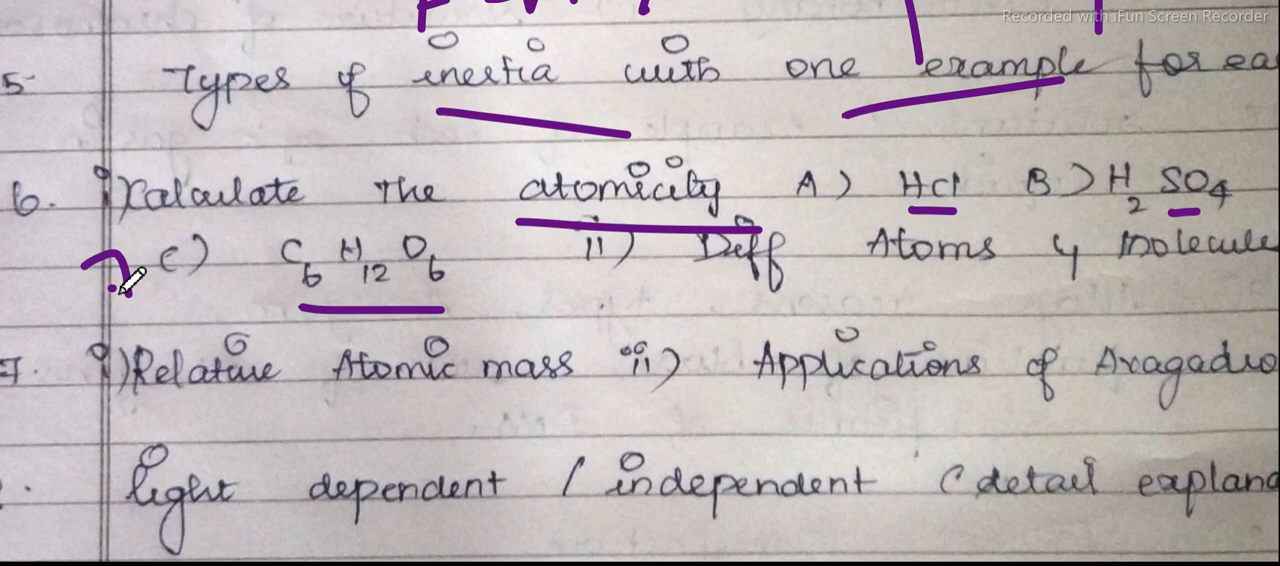 Recorded with iFun Screen Recorder
5 Types of inertia with one example for ea
6. i) Calculate the atomicity A) HCl B) H2SO4
c) C6H12O6 ii) Diff Atoms & Molecule
7. i) Relative Atomic mass ii) Applications of Avagadro
light dependent / independent (detail explana